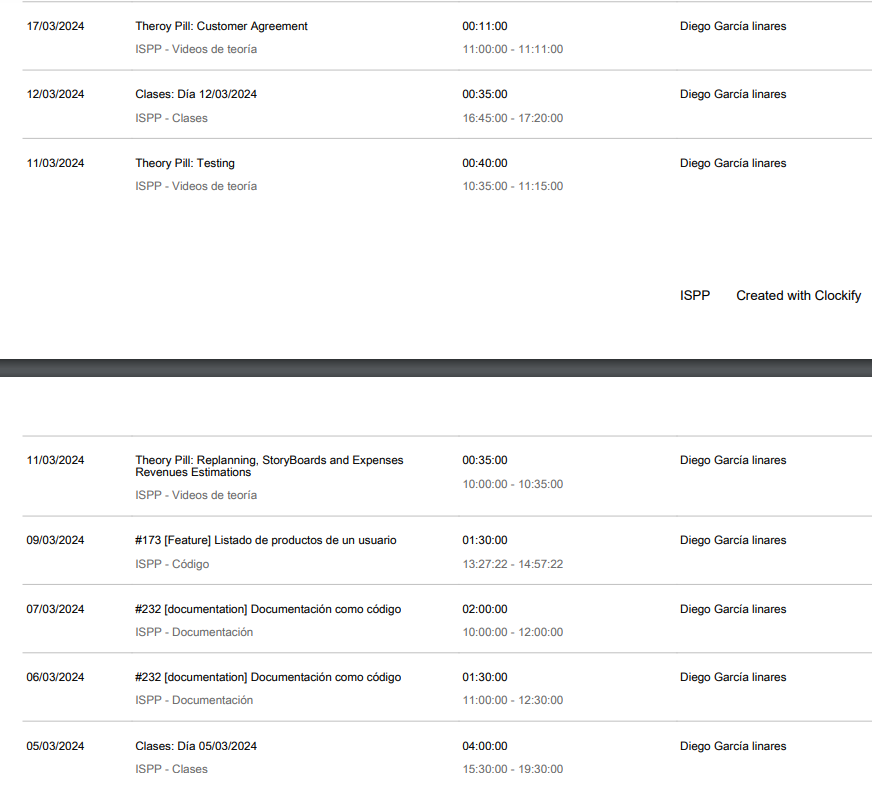 17/03/2024 Theroy Pill: Customer Agreement 00:11:00 Diego García linares
ISPP - Videos de teoría 11:00:00 - 11:11:00
12/03/2024 Clases: Día 12/03/2024 00:35:00 Diego García linares
ISPP - Clases 16:45:00 - 17:20:00
11/03/2024 Theory Pill: Testing 00:40:00 Diego García linares
ISPP - Videos de teoría 10:35:00 - 11:15:00
ISPP Created with Clockify
11/03/2024 Theory Pill: Replanning, StoryBoards and Expenses 00:35:00 Diego García linares
Revenues Estimations
10:00:00 - 10:35:00
ISPP - Videos de teoría
09/03/2024 #173 [Feature] Listado de productos de un usuario 01:30:00 Diego García linares
ISPP - Código 13:27:22 - 14:57:22
07/03/2024 #232 [documentation] Documentación como código 02:00:00 Diego García linares
ISPP - Documentación 10:00:00 - 12:00:00
06/03/2024 #232 [documentation] Documentación como código 01:30:00 Diego García linares
ISPP - Documentación 11:00:00 - 12:30:00
05/03/2024 Clases: Día 05/03/2024 04:00:00 Diego García linares
ISPP - Clases 15:30:00 - 19:30:00